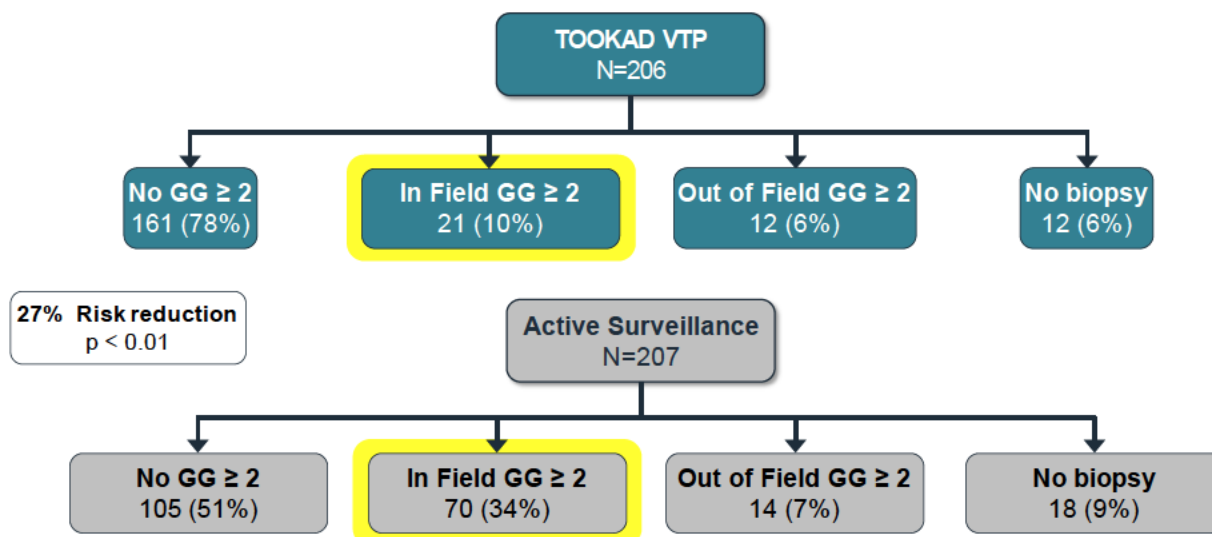 TOOKAD VTP
N=206
No GG ≥ 2
161 (78%)
In Field GG ≥ 2
21 (10%)
Out of Field GG ≥ 2
12 (6%)
No biopsy
12 (6%)
27% Risk reduction
p < 0.01
Active Surveillance
N=207
No GG ≥ 2
105 (51%)
In Field GG ≥ 2
70 (34%)
Out of Field GG ≥ 2
14 (7%)
No biopsy
18 (9%)